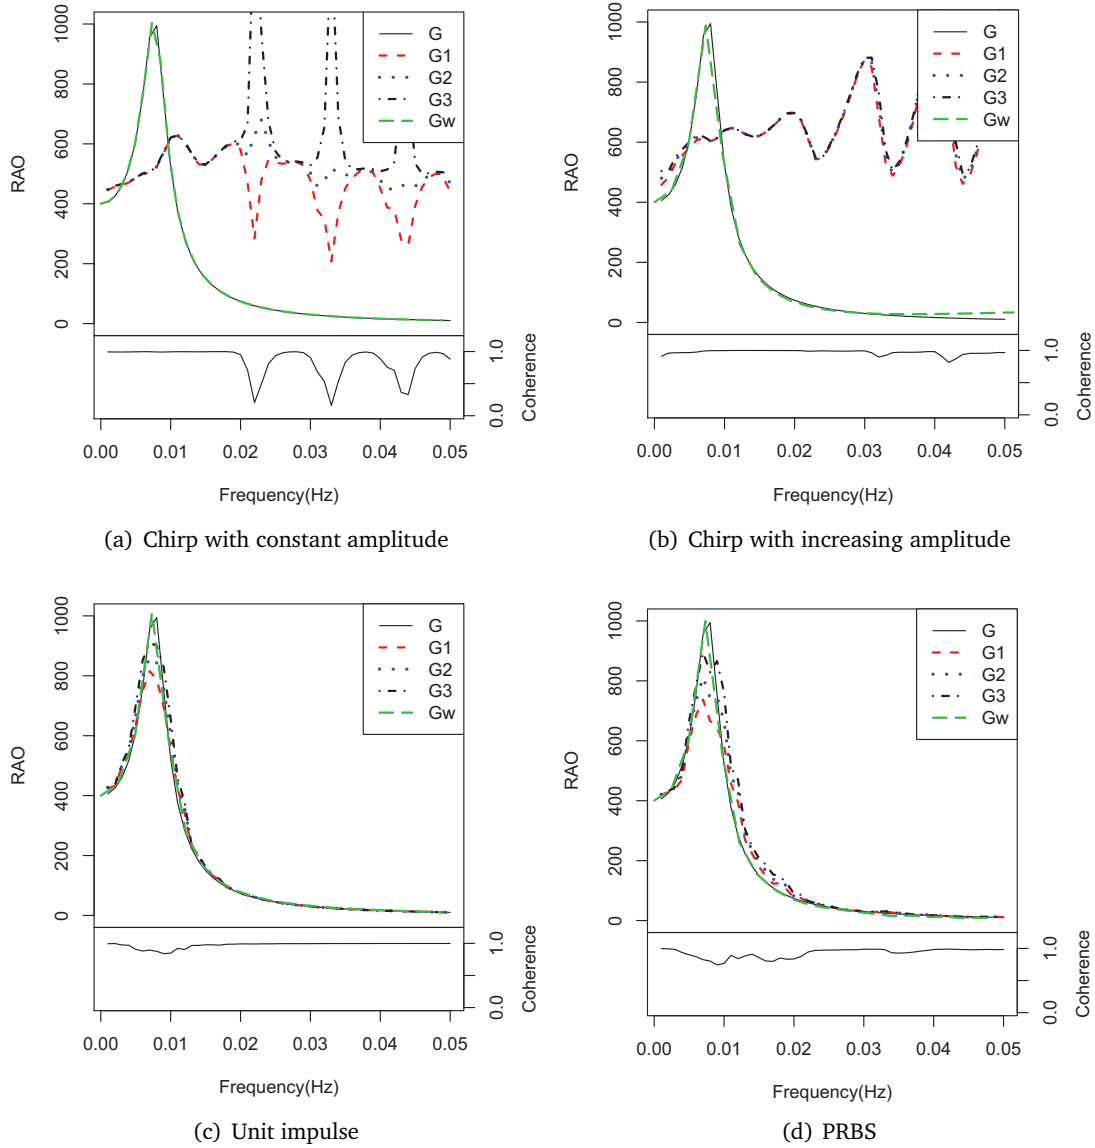 1000
800
600
400
200
0
RAO
G
G1
G2
G3
Gw
1.0
0.0
Coherence
0.00 0.01 0.02 0.03 0.04 0.05
Frequency(Hz)
(a) Chirp with constant amplitude
1000
800
600
400
200
0
RAO
G
G1
G2
G3
Gw
1.0
0.0
Coherence
0.00 0.01 0.02 0.03 0.04 0.05
Frequency(Hz)
(b) Chirp with increasing amplitude
1000
800
600
400
200
0
RAO
G
G1
G2
G3
Gw
1.0
0.0
Coherence
0.00 0.01 0.02 0.03 0.04 0.05
Frequency(Hz)
(c) Unit impulse
1000
800
600
400
200
0
RAO
G
G1
G2
G3
Gw
1.0
0.0
Coherence
0.00 0.01 0.02 0.03 0.04 0.05
Frequency(Hz)
(d) PRBS